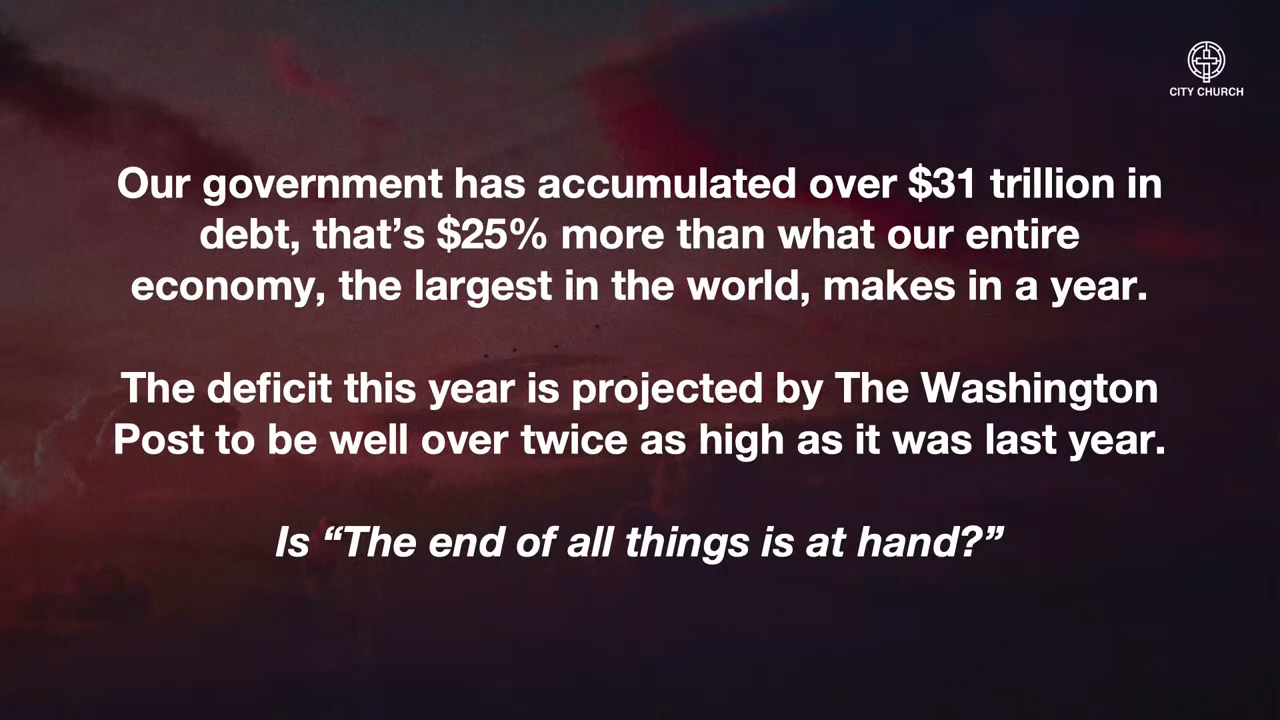 CITY CHURCH
Our government has accumulated over $31 trillion in
debt, that’s $25% more than what our entire
economy, the largest in the world, makes in a year.
The deficit this year is projected by The Washington
Post to be well over twice as high as it was last year.
Is “The end of all things is at hand?”